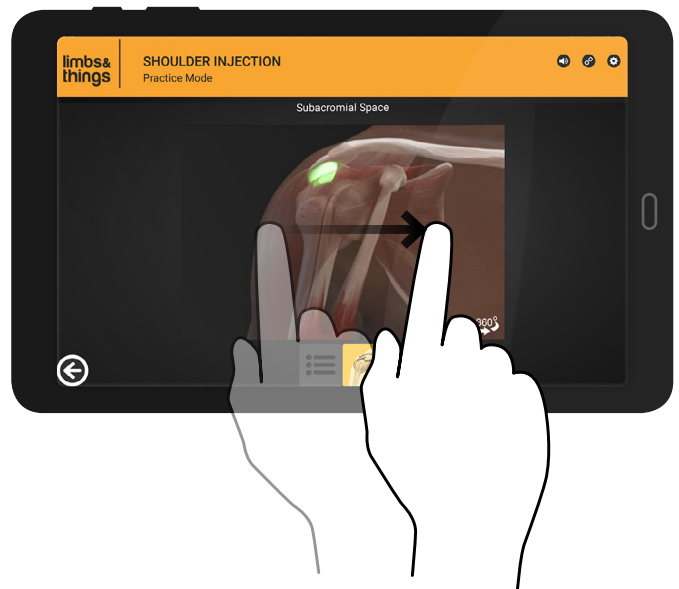 limbs&
things
SHOULDER INJECTION
Practice Mode
Subacromial Space
360°